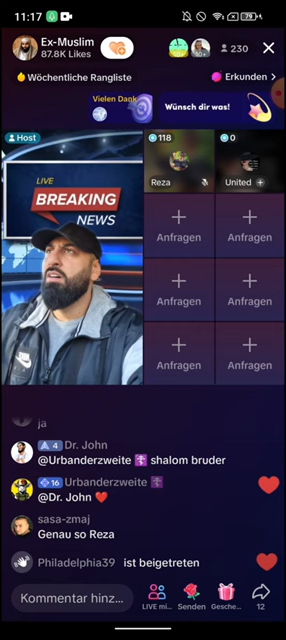 11:17
79
Ex-Muslim
87.8K Likes
230
Wöchentliche Rangliste
Erkunden >
Vielen Dank
Wünsch dir was!
Host
118
0
LIVE
BREAKING
NEWS
Reza
United
Anfragen
Anfragen
Anfragen
Anfragen
Anfragen
Anfragen
ja
4 Dr. John
@Urbanderzweite ✝️ shalom bruder
16 Urbanderzweite ✝️
@Dr. John ❤️
sasa-zmaj
Genau so Reza
Philadelphia39 ist beigetreten
Kommentar hinz...
LIVE mi...
Senden
Gesche...
12